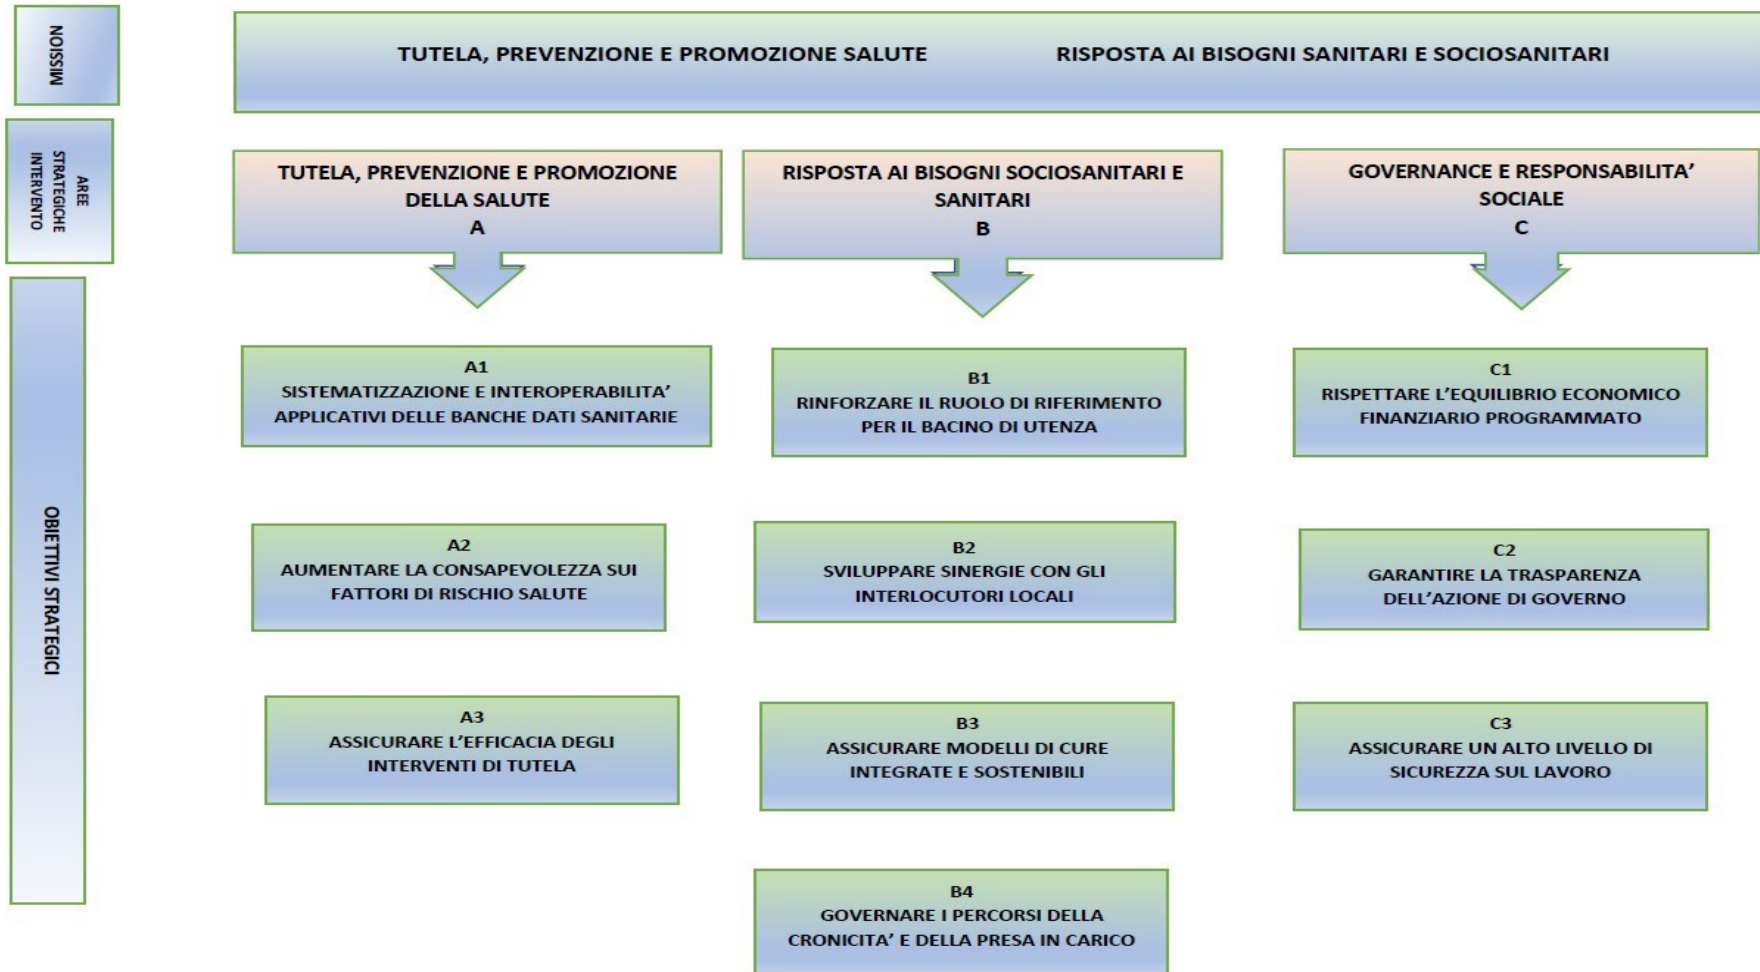 MISSION
TUTELA, PREVENZIONE E PROMOZIONE SALUTE RISPOSTA AI BISOGNI SANITARI E SOCIOSANITARI
AREE
STRATEGICHE
INTERVENTO
TUTELA, PREVENZIONE E PROMOZIONE
DELLA SALUTE
A
RISPOSTA AI BISOGNI SOCIOSANITARI E
SANITARI
B
GOVERNANCE E RESPONSABILITA’
SOCIALE
C
OBIETTIVI STRATEGICI
A1
SISTEMATIZZAZIONE E INTEROPERABILITA’
APPLICATIVI DELLE BANCHE DATI SANITARIE
B1
RINFORZARE IL RUOLO DI RIFERIMENTO
PER IL BACINO DI UTENZA
C1
RISPETTARE L’EQUILIBRIO ECONOMICO
FINANZIARIO PROGRAMMATO
A2
AUMENTARE LA CONSAPEVOLEZZA SUI
FATTORI DI RISCHIO SALUTE
B2
SVILUPPARE SINERGIE CON GLI
INTERLOCUTORI LOCALI
C2
GARANTIRE LA TRASPARENZA
DELL’AZIONE DI GOVERNO
A3
ASSICURARE L’EFFICACIA DEGLI
INTERVENTI DI TUTELA
B3
ASSICURARE MODELLI DI CURE
INTEGRATE E SOSTENIBILI
C3
ASSICURARE UN ALTO LIVELLO DI
SICUREZZA SUL LAVORO
B4
GOVERNARE I PERCORSI DELLA
CRONICITA’ E DELLA PRESA IN CARICO